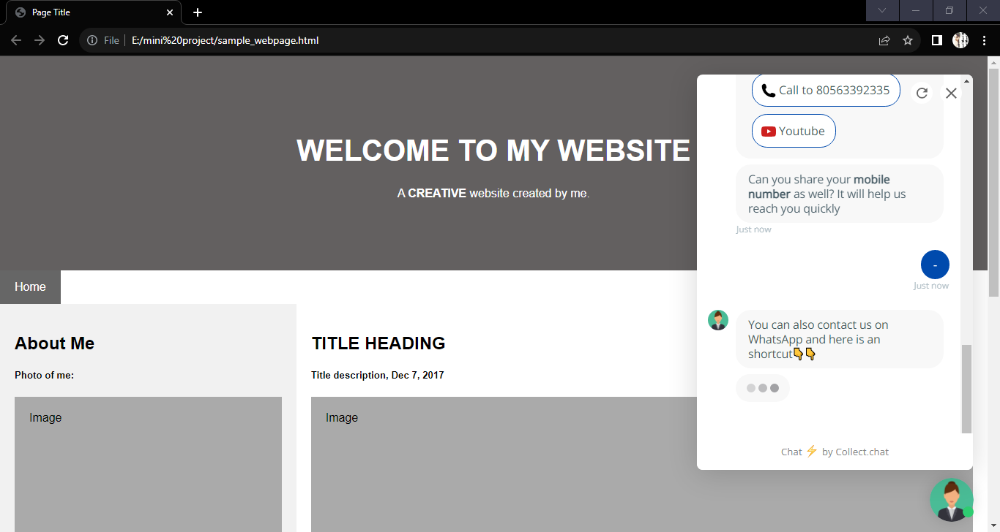 Page Title
File
E:/mini%20project/sample_webpage.html
WELCOME TO MY WEBSITE
A CREATIVE website created by me.
Home
About Me
Photo of me:
Image
TITLE HEADING
Title description, Dec 7, 2017
Image
Call to 80563392335
Youtube
Can you share your mobile
number as well? It will help us
reach you quickly
Just now
-
Just now
You can also contact us on
WhatsApp and here is an
shortcut👇👇
Chat ⚡ by Collect.chat